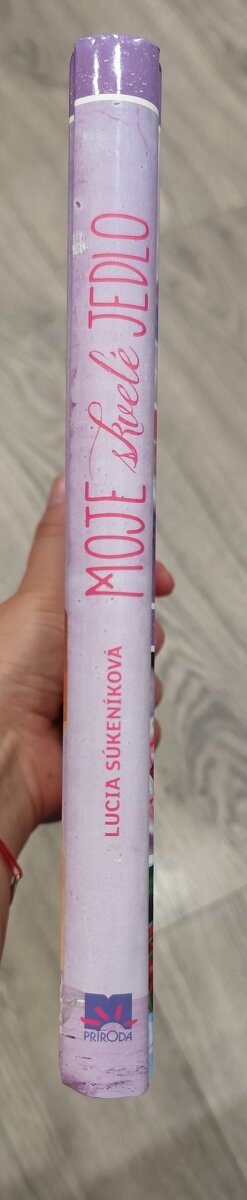 MOJE skvelé JEDLO
LUCIA SÚKENÍKOVÁ
PRÍRODA